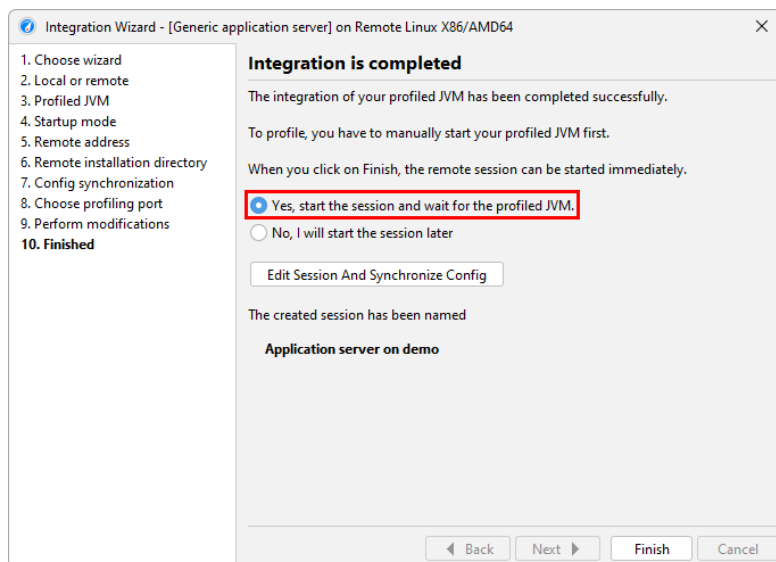 Integration Wizard - [Generic application server] on Remote Linux X86/AMD64
1. Choose wizard
2. Local or remote
3. Profiled JVM
4. Startup mode
5. Remote address
6. Remote installation directory
7. Config synchronization
8. Choose profiling port
9. Perform modifications
10. Finished
Integration is completed
The integration of your profiled JVM has been completed successfully.
To profile, you have to manually start your profiled JVM first.
When you click on Finish, the remote session can be started immediately.
Yes, start the session and wait for the profiled JVM.
No, I will start the session later
Edit Session And Synchronize Config
The created session has been named
Application server on demo
Back Next Finish Cancel